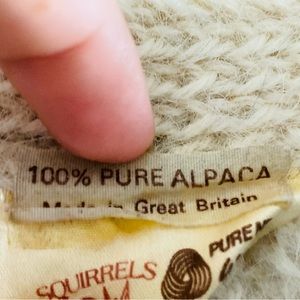 100% PURE ALPACA
Made in Great Britain
SQUIRRELS
PURE